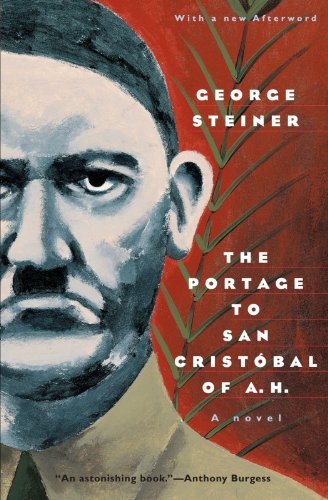 With a new Afterword
GEORGE
STEINER
THE
PORTAGE
TO
SAN
CRISTÓBAL
OF A.H.
A novel
“An astonishing book.”—Anthony Burgess